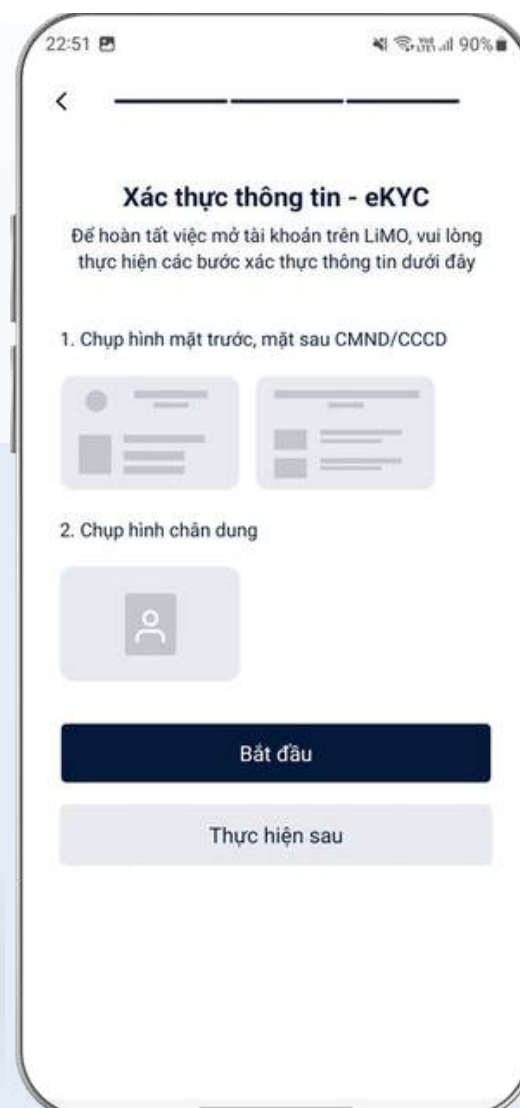 22:51 90%
Xác thực thông tin - eKYC
Để hoàn tất việc mở tài khoản trên LiMO, vui lòng
thực hiện các bước xác thực thông tin dưới đây
1. Chụp hình mặt trước, mặt sau CMND/CCCD
2. Chụp hình chân dung
Bắt đầu
Thực hiện sau